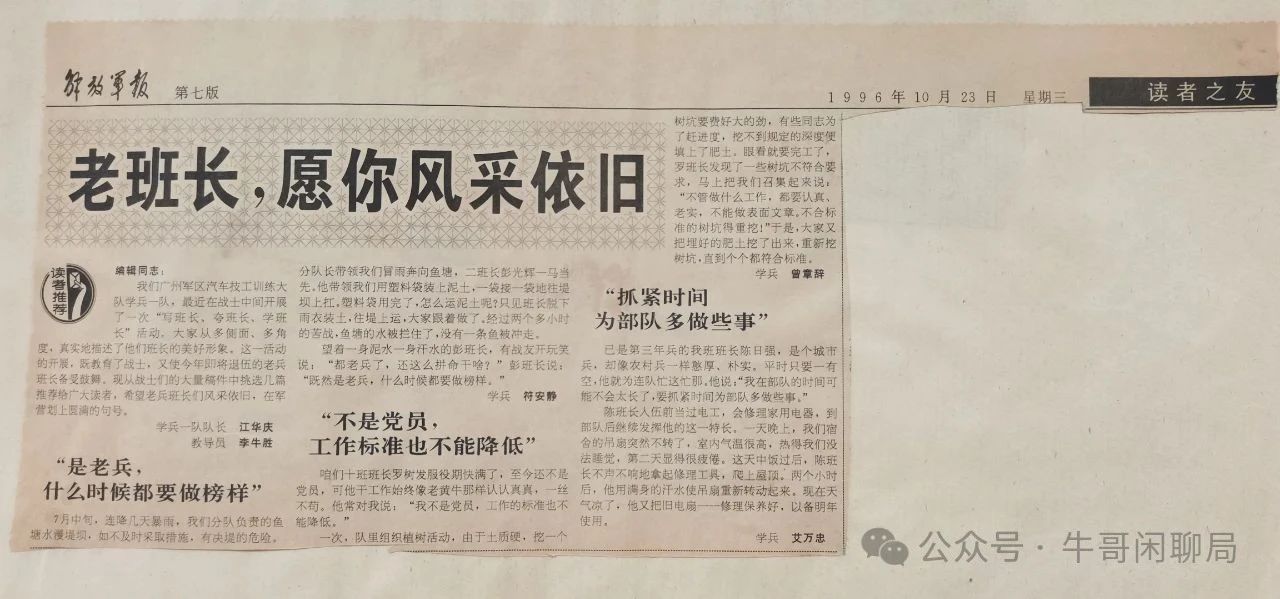 解放军报 第七版
1996年10月23日 星期三
读者之友
老班长，愿你风采依旧
读者推荐
编辑同志：
我们广州军区汽车技工训练大
队学兵一队，最近在战士中间开展
了一次“写班长、夸班长、学班
长”活动。大家从多侧面、多角
度，真实地描述了他们班长的美好形象。这一活动
的开展，既教育了战士，又使今年即将退伍的老兵
班长备受鼓舞。现从战士们的大量稿件中挑选几篇
推荐给广大读者，希望老兵班长们风采依旧，在军
营划上圆满的句号。
学兵一队队长 江华庆
教导员 李牛胜
“是老兵，
什么时候都要做榜样”
7月中旬，连降几天暴雨，我们分队负责的鱼
塘水漫堤坝，如不及时采取措施，有决堤的危险。
分队长带领我们冒雨奔向鱼塘，二班长彭光辉一马当
先。他带领我们用塑料袋装上泥土，一袋接一袋地往堤
坝上扛。塑料袋用完了，怎么运泥土呢？只见班长脱下
雨衣装土，往堤上运，大家跟着做了。经过两个多小时
的苦战，鱼塘的水被拦住了，没有一条鱼被冲走。
望着一身泥水一身汗水的彭班长，有战友开玩笑
说：“都老兵了，还这么拼命干啥？”彭班长说：
“既然是老兵，什么时候都要做榜样。”
学兵 符安静
“不是党员，
工作标准也不能降低”
咱们十班班长罗树发服役期快满了，至今还不是
党员，可他干工作始终像老黄牛那样认认真真，一丝
不苟。他常对我说：“我不是党员，工作的标准也不
能降低。”
一次，队里组织植树活动，由于土质硬，挖一个
树坑要费好大的劲，有些同志为
了赶进度，挖不到规定的深度便
填上了肥土。眼看就要完工了，
罗班长发现了一些树坑不符合要
求，马上把我们召集起来说：
“不管做什么工作，都要认真、
老实，不能做表面文章。不合标
准的树坑得重挖！”于是，大家又
把埋好的肥土挖了出来，重新挖
树坑，直到个个都符合标准。
学兵 曾章辞
“抓紧时间
为部队多做些事”
已是第三年兵的我班班长陈日强，是个城市
兵，却像农村兵一样憨厚、朴实。平时只要一有
空，他就为连队忙这忙那。他说：“我在部队的时间可
能不会太长了，要抓紧时间为部队多做些事。”
陈班长入伍前当过电工，会修理家用电器，到
部队后继续发挥他的这一特长。一天晚上，我们宿
舍的吊扇突然不转了，室内气温很高，热得我们没
法睡觉，第二天显得很疲倦。这天中饭过后，陈班
长不声不响地拿起修理工具，爬上屋顶。两个小时
后，他用满身的汗水使吊扇重新转动起来。现在天
气凉了，他又把旧电扇一一修理保养好，以备明年
使用。
学兵 艾万忠
公众号·牛哥闲聊局